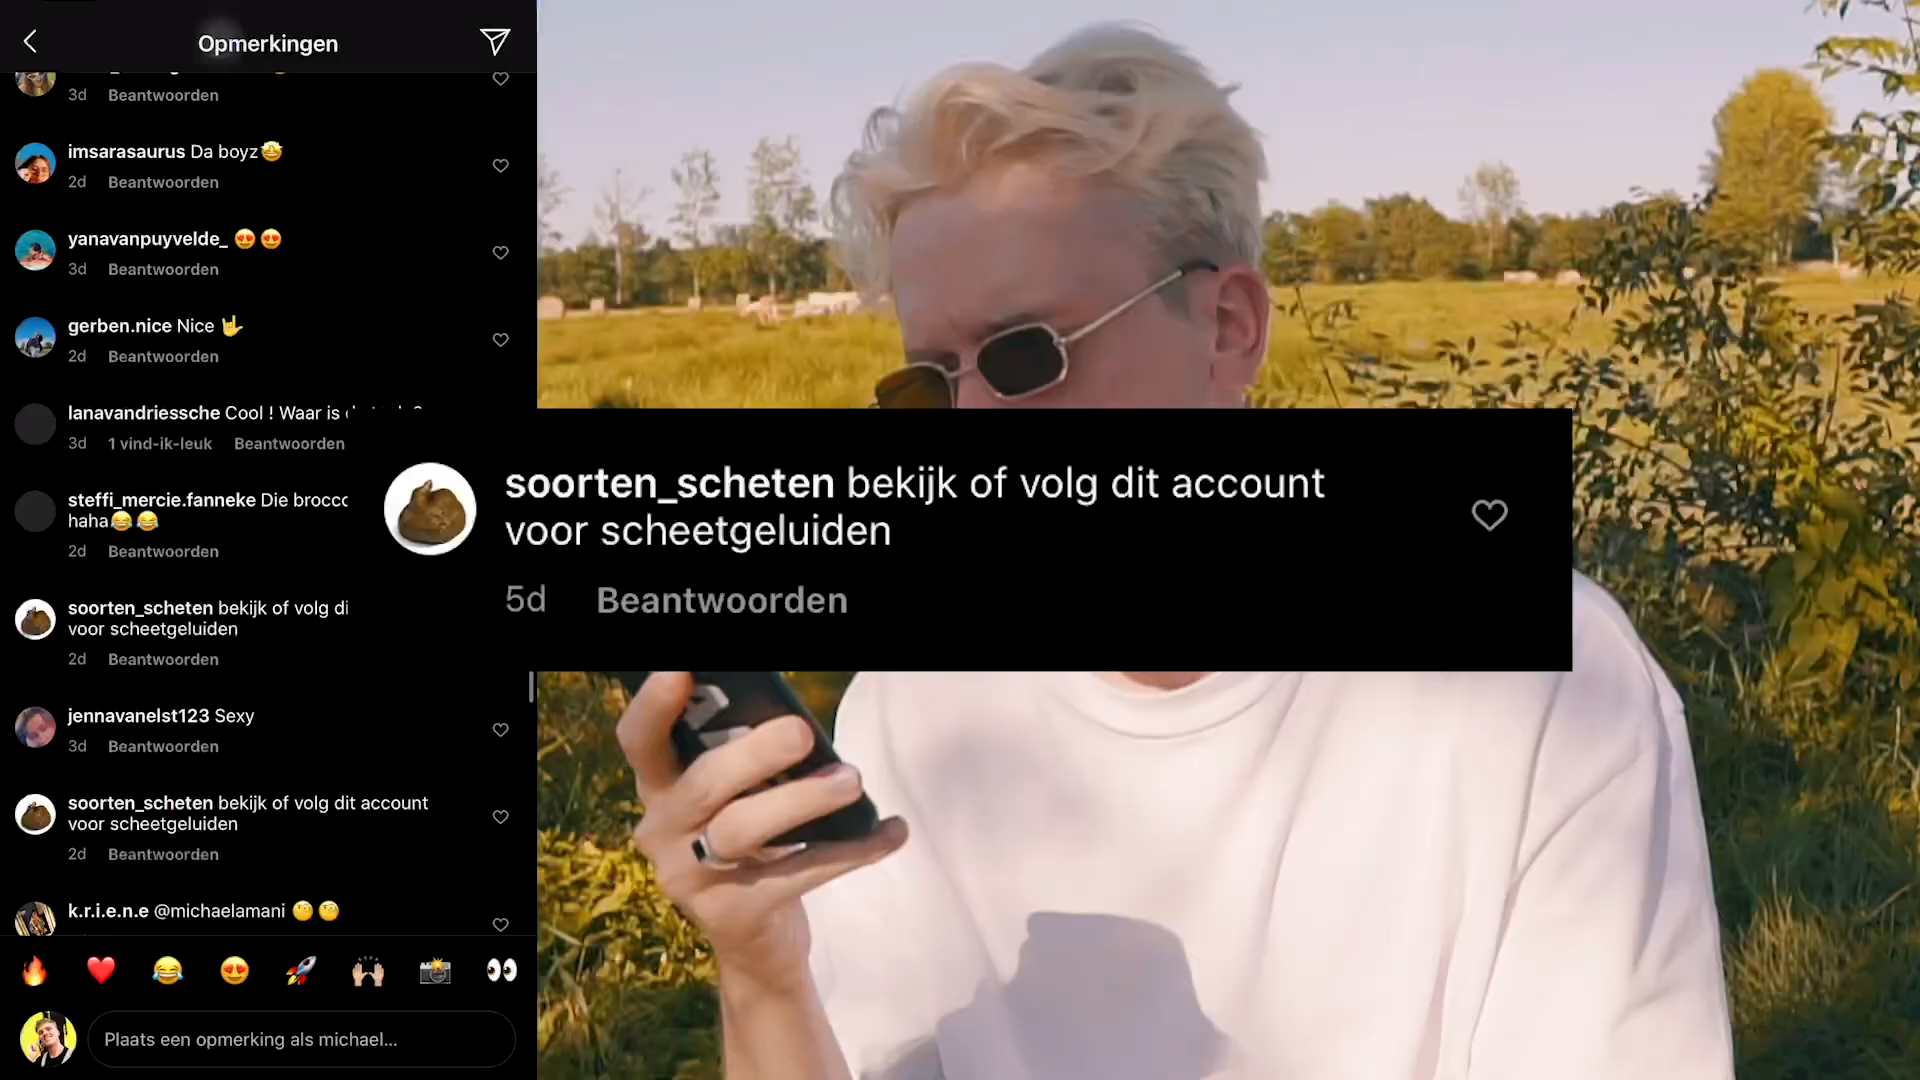 Opmerkingen
3d Beantwoorden
imsarasaurus Da boyz🤩
2d Beantwoorden
yanavanpuyvelde_ 😍😍
3d Beantwoorden
gerben.nice Nice 🤟
2d Beantwoorden
lanavandriessche Cool ! Waar is
3d 1 vind-ik-leuk Beantwoorden
steffi_mercie.fanneke Die
haha😂😂
2d Beantwoorden
soorten_scheten bekijk of volg
voor scheetgeluiden
2d Beantwoorden
jennavanelst123 Sexy
3d Beantwoorden
soorten_scheten bekijk of volg dit account
voor scheetgeluiden
2d Beantwoorden
k.r.i.e.n.e @michaelamani 🤨🤨
Plaats een opmerking als michael...
soorten_scheten bekijk of volg dit account
voor scheetgeluiden
5d Beantwoorden